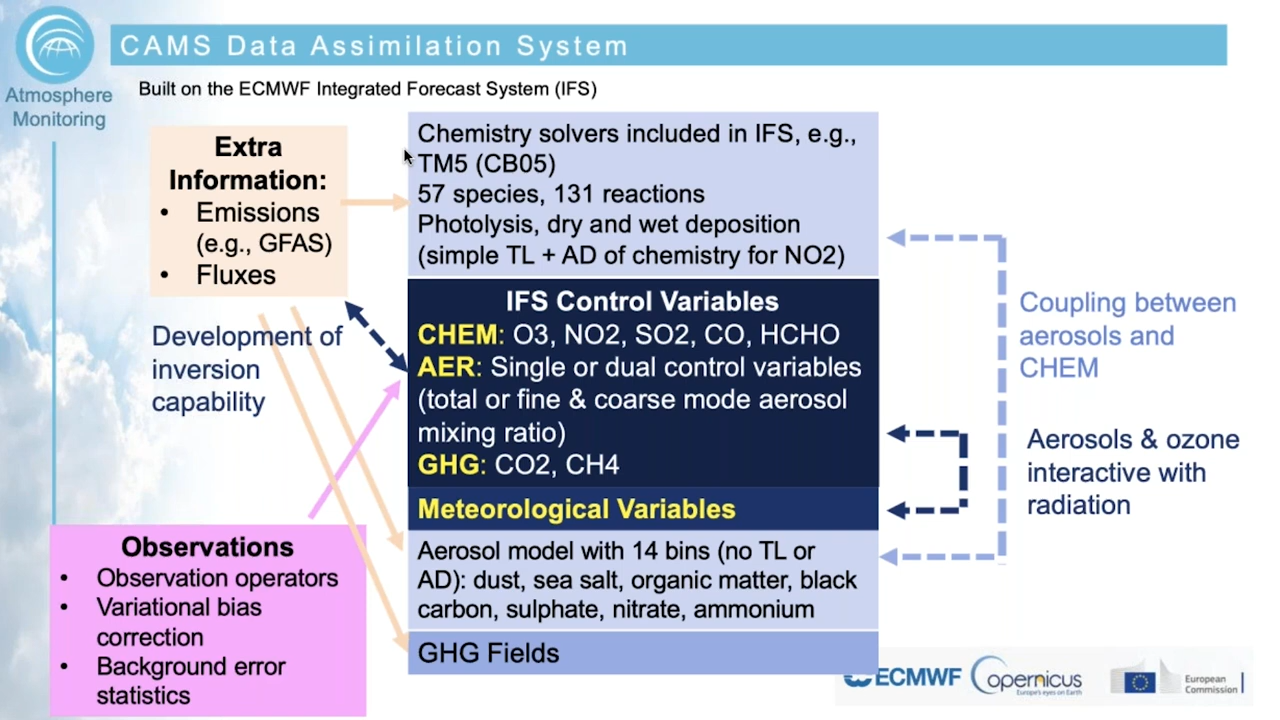 CAMS Data Assimilation System
Atmosphere
Monitoring
Built on the ECMWF Integrated Forecast System (IFS)
Extra
Information:
• Emissions
(e.g., GFAS)
• Fluxes
Chemistry solvers included in IFS, e.g.,
TM5 (CB05)
57 species, 131 reactions
Photolysis, dry and wet deposition
(simple TL + AD of chemistry for NO2)
Development of
inversion
capability
IFS Control Variables
CHEM: O3, NO2, SO2, CO, HCHO
AER: Single or dual control variables
(total or fine & coarse mode aerosol
mixing ratio)
GHG: CO2, CH4
Meteorological Variables
Aerosol model with 14 bins (no TL or
AD): dust, sea salt, organic matter, black
carbon, sulphate, nitrate, ammonium
GHG Fields
Coupling between
aerosols and
CHEM
Aerosols & ozone
interactive with
radiation
Observations
• Observation operators
• Variational bias
correction
• Background error
statistics
ECMWF
Copernicus
Europe's eyes on Earth
European
Commission